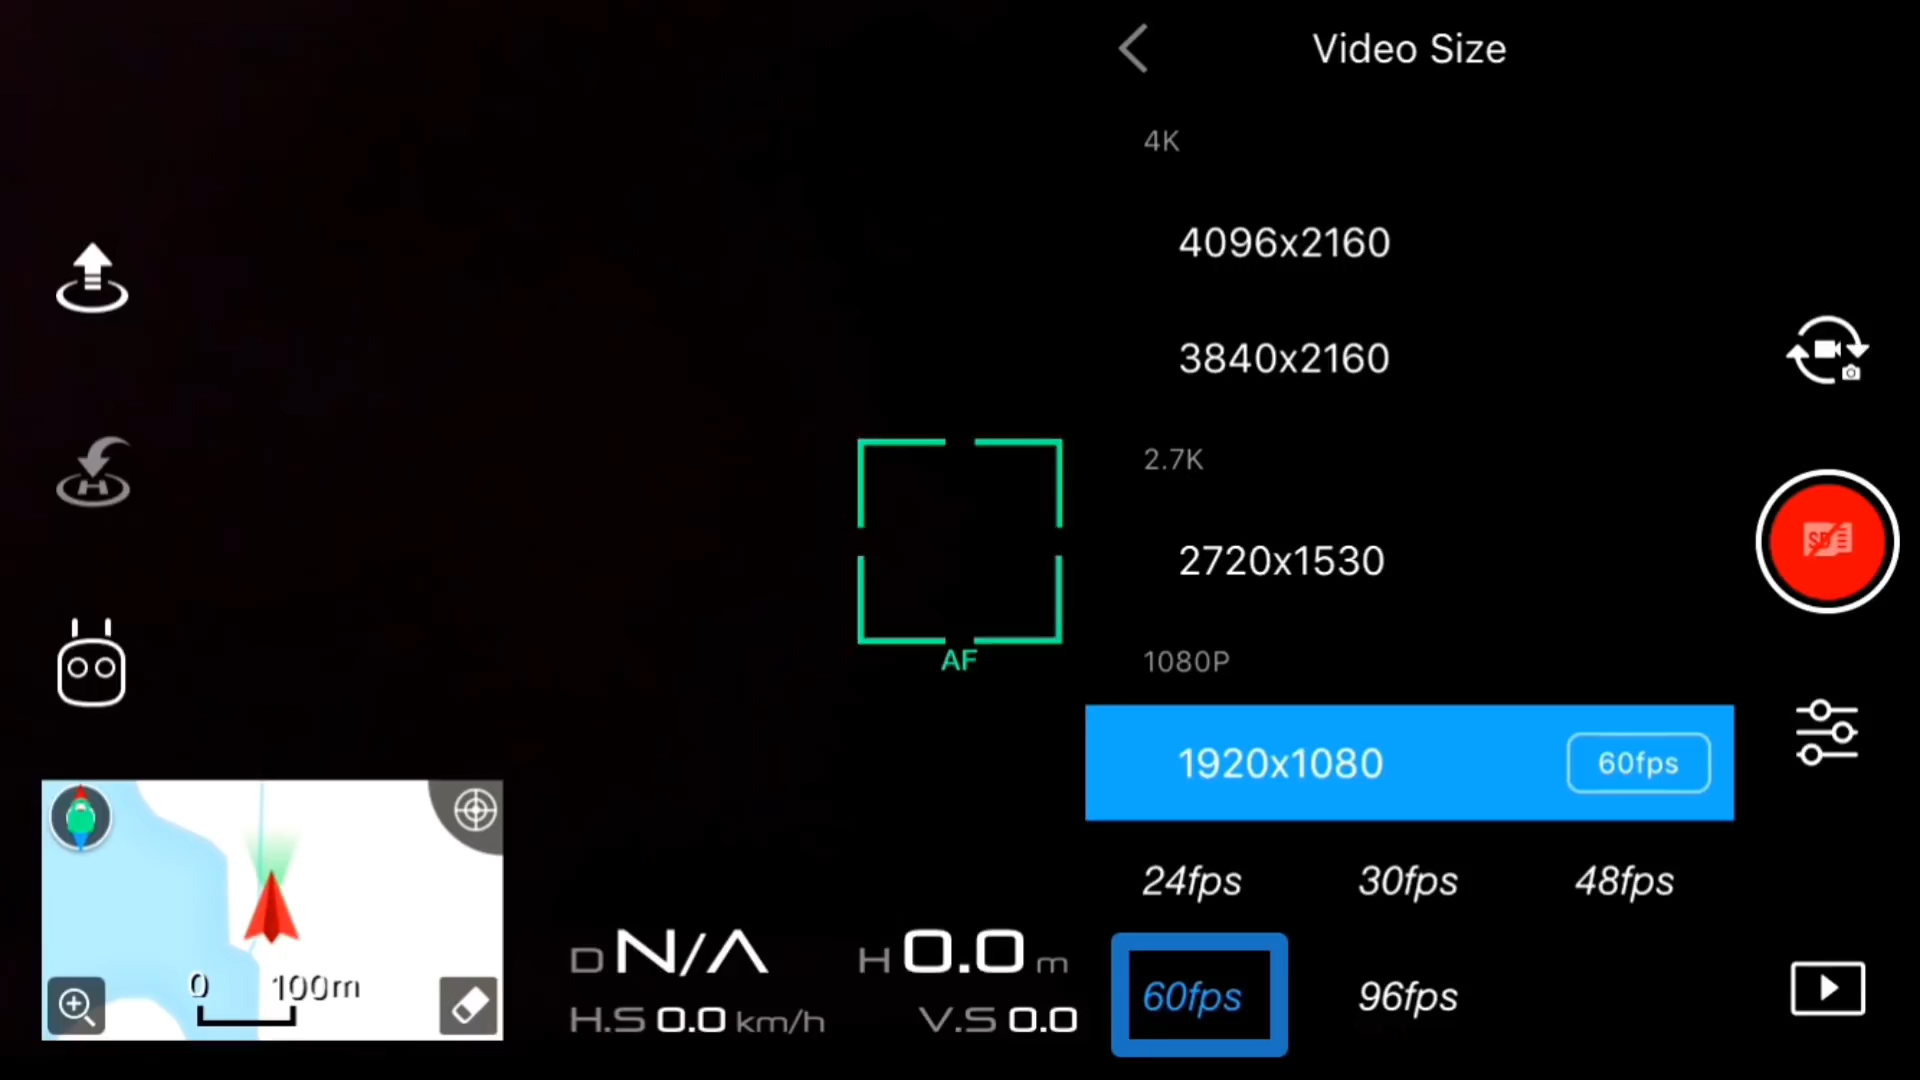 Video Size
4K
4096x2160
3840x2160
2.7K
2720x1530
1080P
1920x1080 60fps
24fps 30fps 48fps
60fps 96fps
AF
SD
H
0 100m
D N/A H 0.0 m
H.S 0.0 km/h V.S 0.0